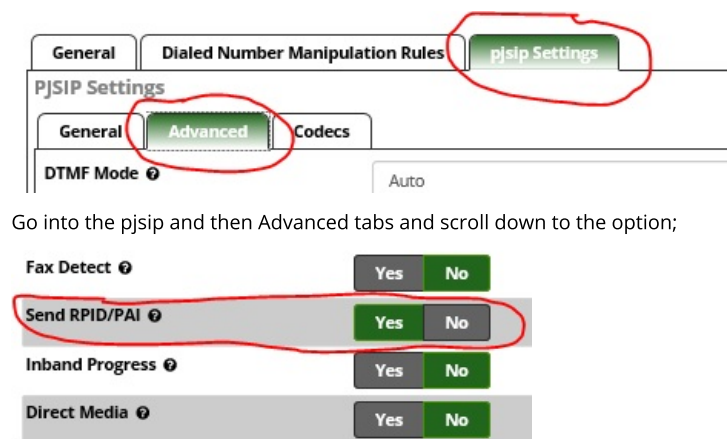 General Dialed Number Manipulation Rules pjsip Settings
PJSIP Settings
General Advanced Codecs
DTMF Mode Auto
Go into the pjsip and then Advanced tabs and scroll down to the option;
Fax Detect Yes No
Send RPID/PAI Yes No
Inband Progress Yes No
Direct Media Yes No